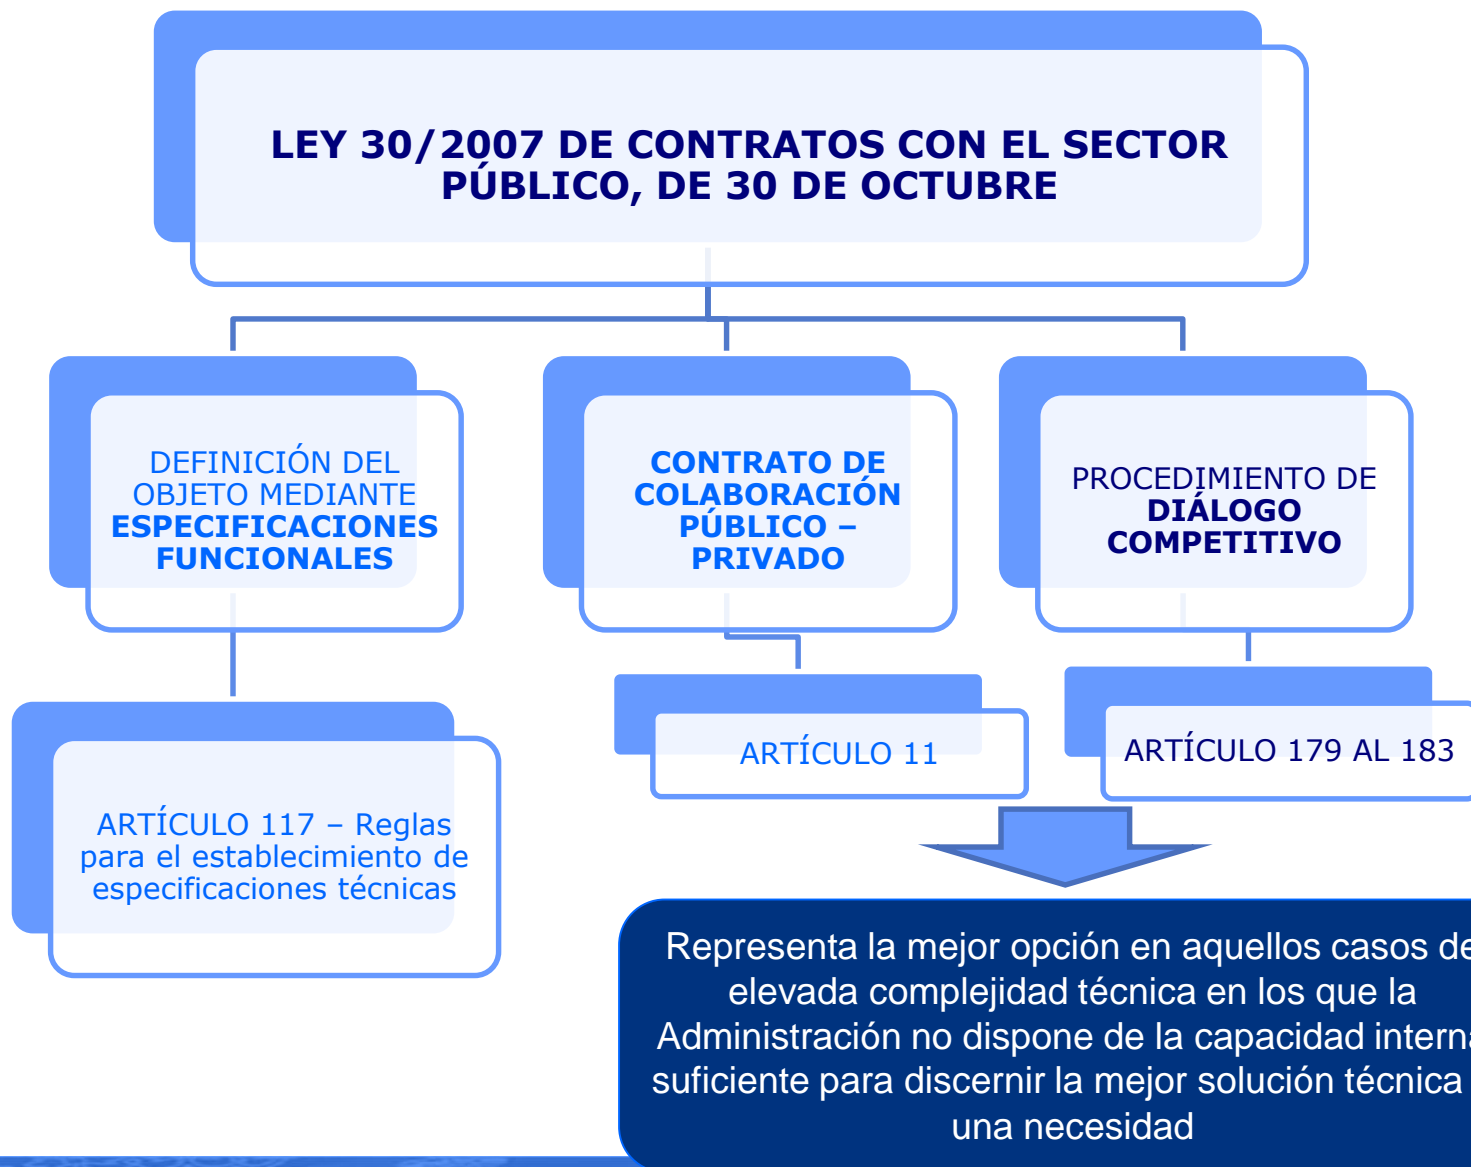 LEY 30/2007 DE CONTRATOS CON EL SECTOR
PÚBLICO, DE 30 DE OCTUBRE
DEFINICIÓN DEL
OBJETO MEDIANTE
ESPECIFICACIONES
FUNCIONALES
CONTRATO DE
COLABORACIÓN
PÚBLICO –
PRIVADO
PROCEDIMIENTO DE
DIÁLOGO
COMPETITIVO
ARTÍCULO 117 – Reglas
para el establecimiento de
especificaciones técnicas
ARTÍCULO 11
ARTÍCULO 179 AL 183
Representa la mejor opción en aquellos casos de
elevada complejidad técnica en los que la
Administración no dispone de la capacidad interna
suficiente para discernir la mejor solución técnica
una necesidad